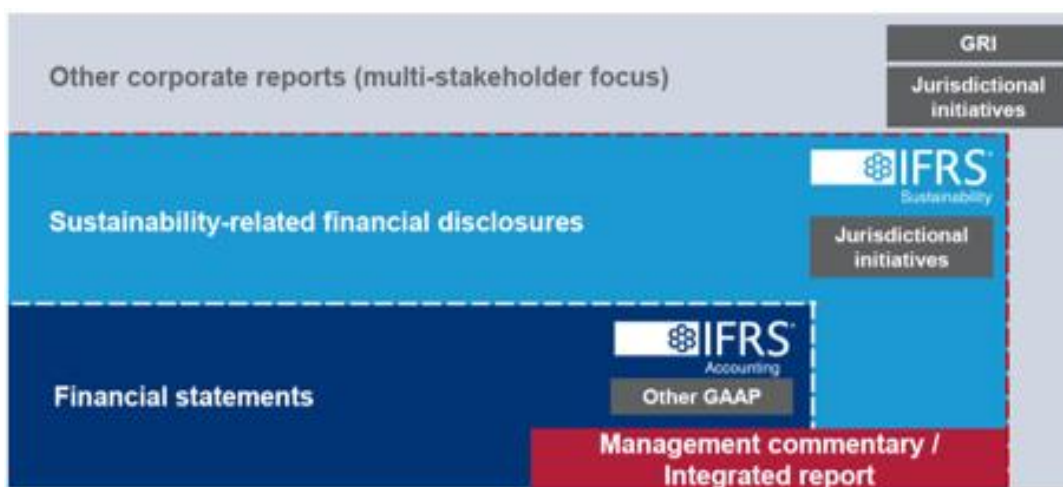 GRI
Other corporate reports (multi-stakeholder focus)
Jurisdictional
initiatives
IFRS
Sustainability
Sustainability-related financial disclosures
Jurisdictional
initiatives
IFRS
Accounting
Financial statements
Other GAAP
Management commentary /
Integrated report